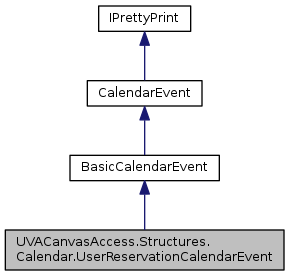 IPrettyPrint
CalendarEvent
BasicCalendarEvent
UVACanvasAccess.Structures.
Calendar.UserReservationCalendarEvent